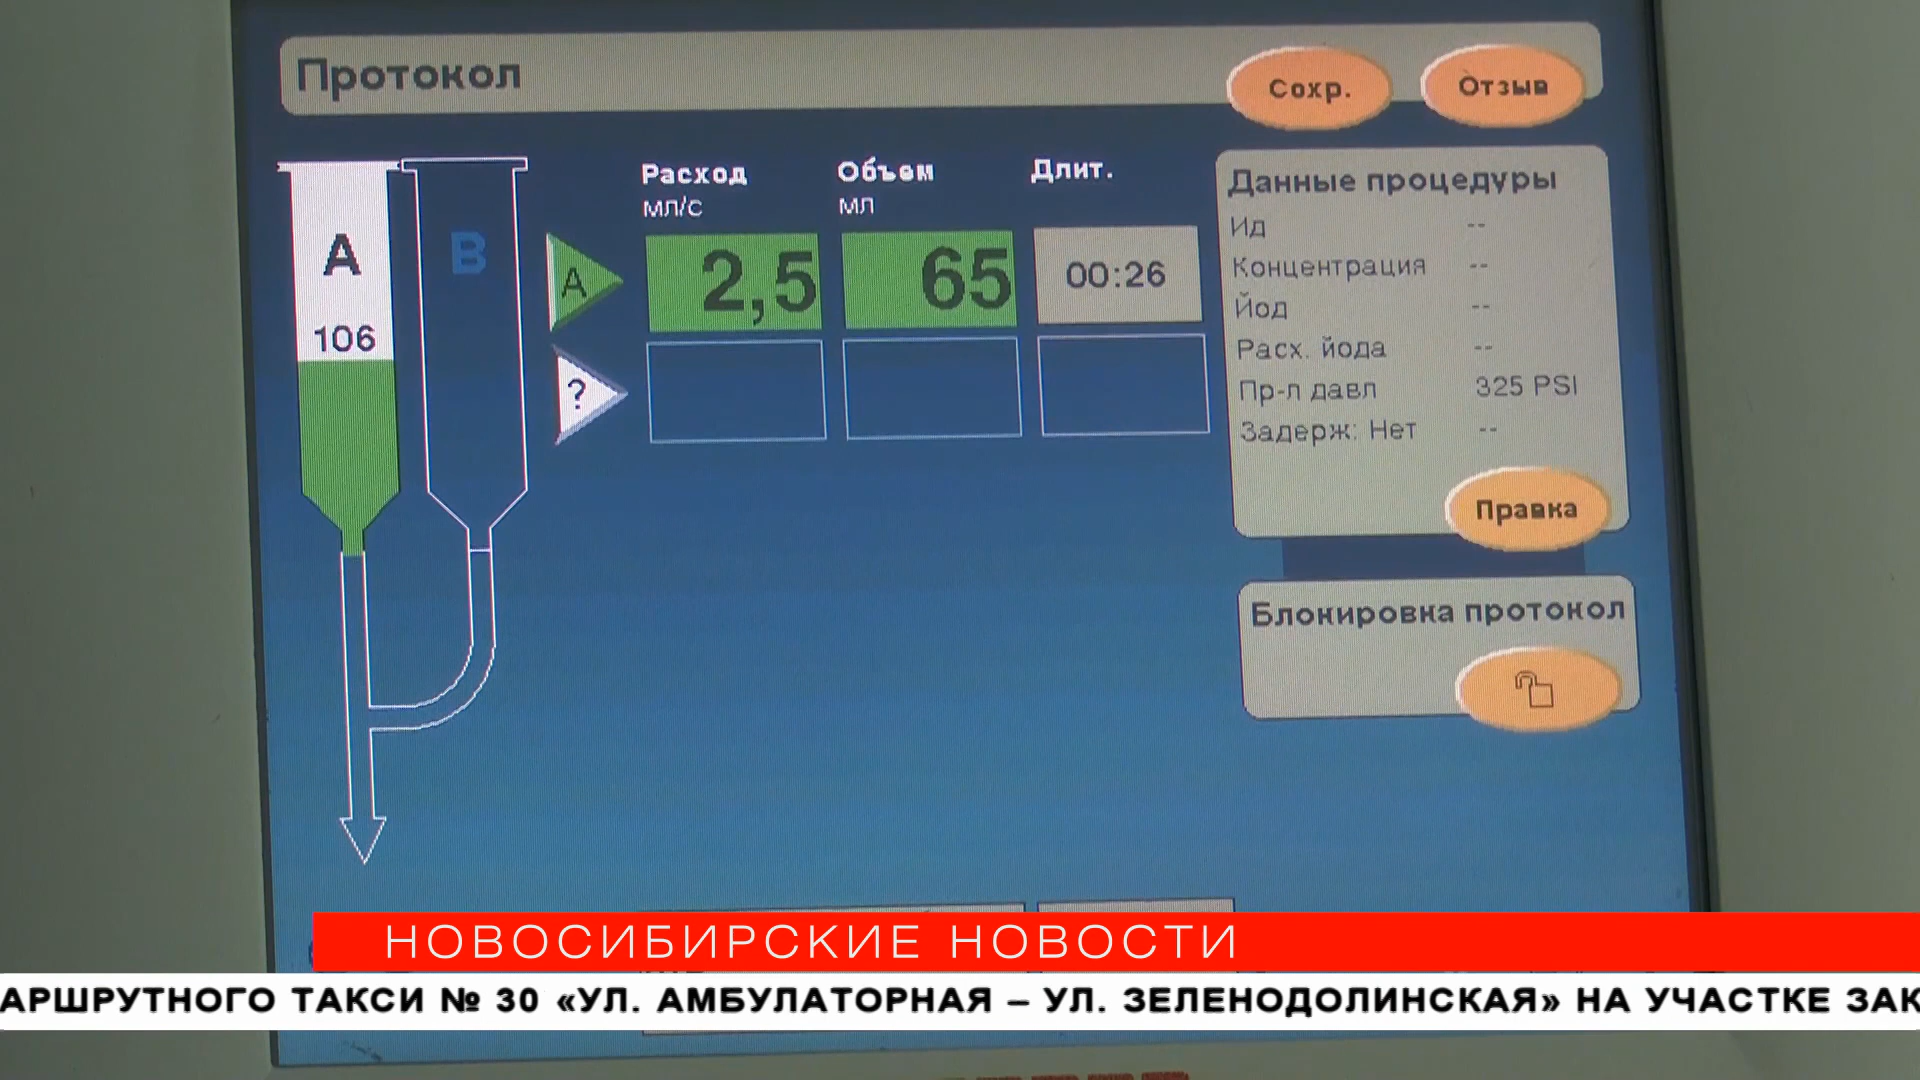 Протокол
Сохр.
Отзыв
Расход
мл/с
Объем
мл
Длит.
A
B
106
A
2,5
65
00:26
?
Данные процедуры
Ид --
Концентрация --
Йод --
Расх. йода --
Пр-л давл 325 PSI
Задерж: Нет --
Правка
Блокировка протокол
НОВОСИБИРСКИЕ НОВОСТИ
АРШРУТНОГО ТАКСИ № 30 «УЛ. АМБУЛАТОРНАЯ – УЛ. ЗЕЛЕНОДОЛИНСКАЯ» НА УЧАСТКЕ ЗАК